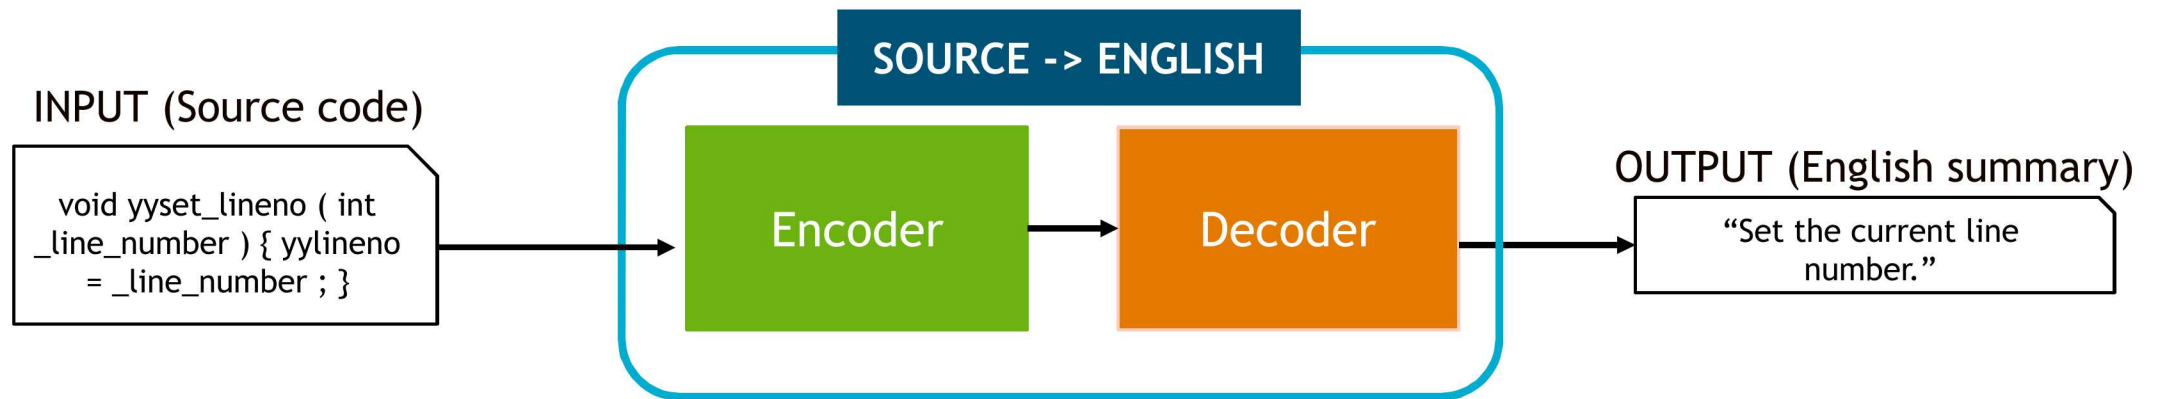 SOURCE -> ENGLISH
INPUT (Source code)
void yyset_lineno ( int
_line_number ) { yylineno
= _line_number ; }
Encoder
Decoder
OUTPUT (English summary)
“Set the current line
number.”